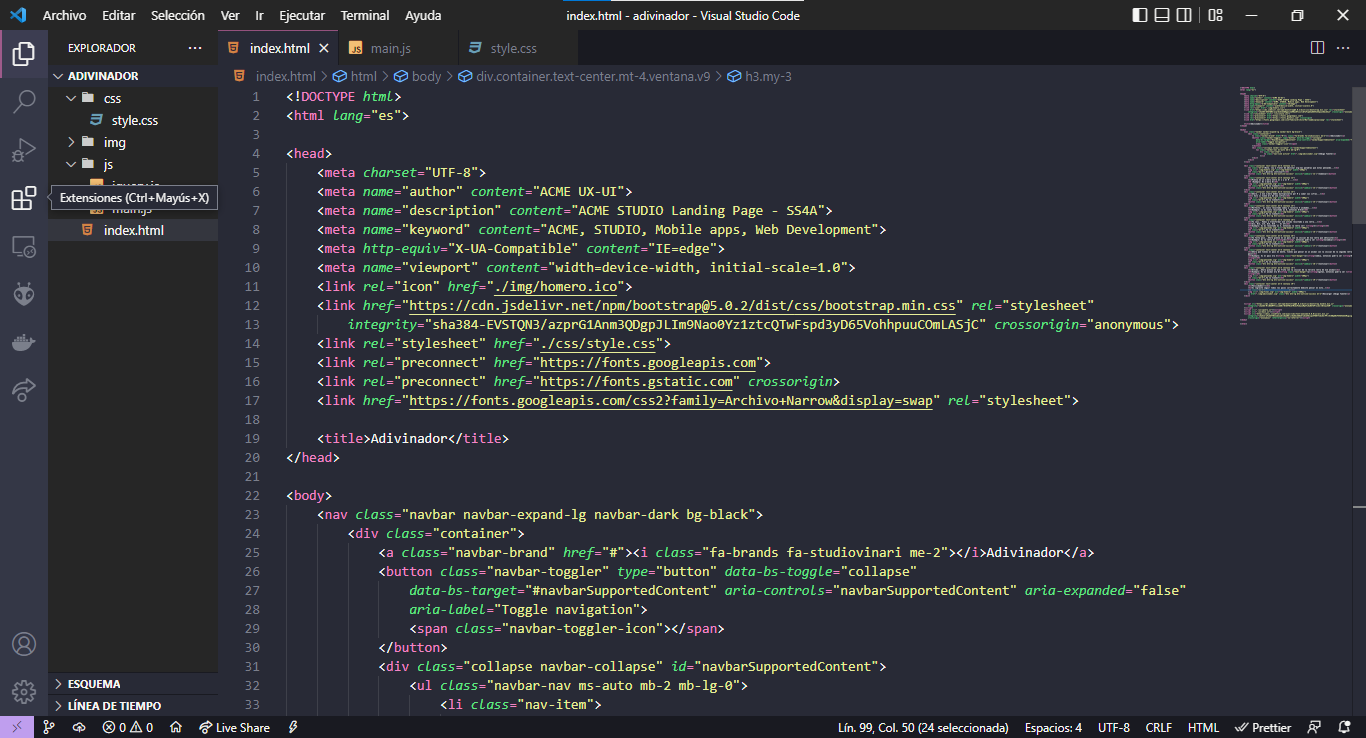 Archivo Editar Selección Ver Ir Ejecutar Terminal Ayuda
index.html - adivinador - Visual Studio Code
EXPLORADOR
index.html
main.js
style.css
ADIVINADOR
css
style.css
img
js
Extensiones (Ctrl+Mayús+X)
main.js
index.html
index.html > html > body > div.container.text-center.mt-4.ventana.v9 > h3.my-3
1 <!DOCTYPE html>
2 <html lang="es">
3
4 <head>
5 <meta charset="UTF-8">
6 <meta name="author" content="ACME UX-UI">
7 <meta name="description" content="ACME STUDIO Landing Page - SS4A">
8 <meta name="keyword" content="ACME, STUDIO, Mobile apps, Web Development">
9 <meta http-equiv="X-UA-Compatible" content="IE=edge">
10 <meta name="viewport" content="width=device-width, initial-scale=1.0">
11 <link rel="icon" href="./img/homero.ico">
12 <link href="https://cdn.jsdelivr.net/npm/bootstrap@5.0.2/dist/css/bootstrap.min.css" rel="stylesheet"
13 integrity="sha384-EVSTQN3/azprG1Anm3QDgpJLIm9Nao0Yz1ztcQTwFspd3yD65VohhpuuCOmLASjC" crossorigin="anonymous">
14 <link rel="stylesheet" href="./css/style.css">
15 <link rel="preconnect" href="https://fonts.googleapis.com">
16 <link rel="preconnect" href="https://fonts.gstatic.com" crossorigin>
17 <link href="https://fonts.googleapis.com/css2?family=Archivo+Narrow&display=swap" rel="stylesheet">
18
19 <title>Adivinador</title>
20 </head>
21
22 <body>
23 <nav class="navbar navbar-expand-lg navbar-dark bg-black">
24 <div class="container">
25 <a class="navbar-brand" href="#"><i class="fa-brands fa-studiovinari me-2"></i>Adivinador</a>
26 <button class="navbar-toggler" type="button" data-bs-toggle="collapse"
27 data-bs-target="#navbarSupportedContent" aria-controls="navbarSupportedContent" aria-expanded="false"
28 aria-label="Toggle navigation">
29 <span class="navbar-toggler-icon"></span>
30 </button>
31 <div class="collapse navbar-collapse" id="navbarSupportedContent">
32 <ul class="navbar-nav ms-auto mb-2 mb-lg-0">
33 <li class="nav-item">
ESQUEMA
LÍNEA DE TIEMPO
0 0 Live Share
Lín. 99, Col. 50 (24 seleccionada) Espacios: 4 UTF-8 CRLF HTML Prettier